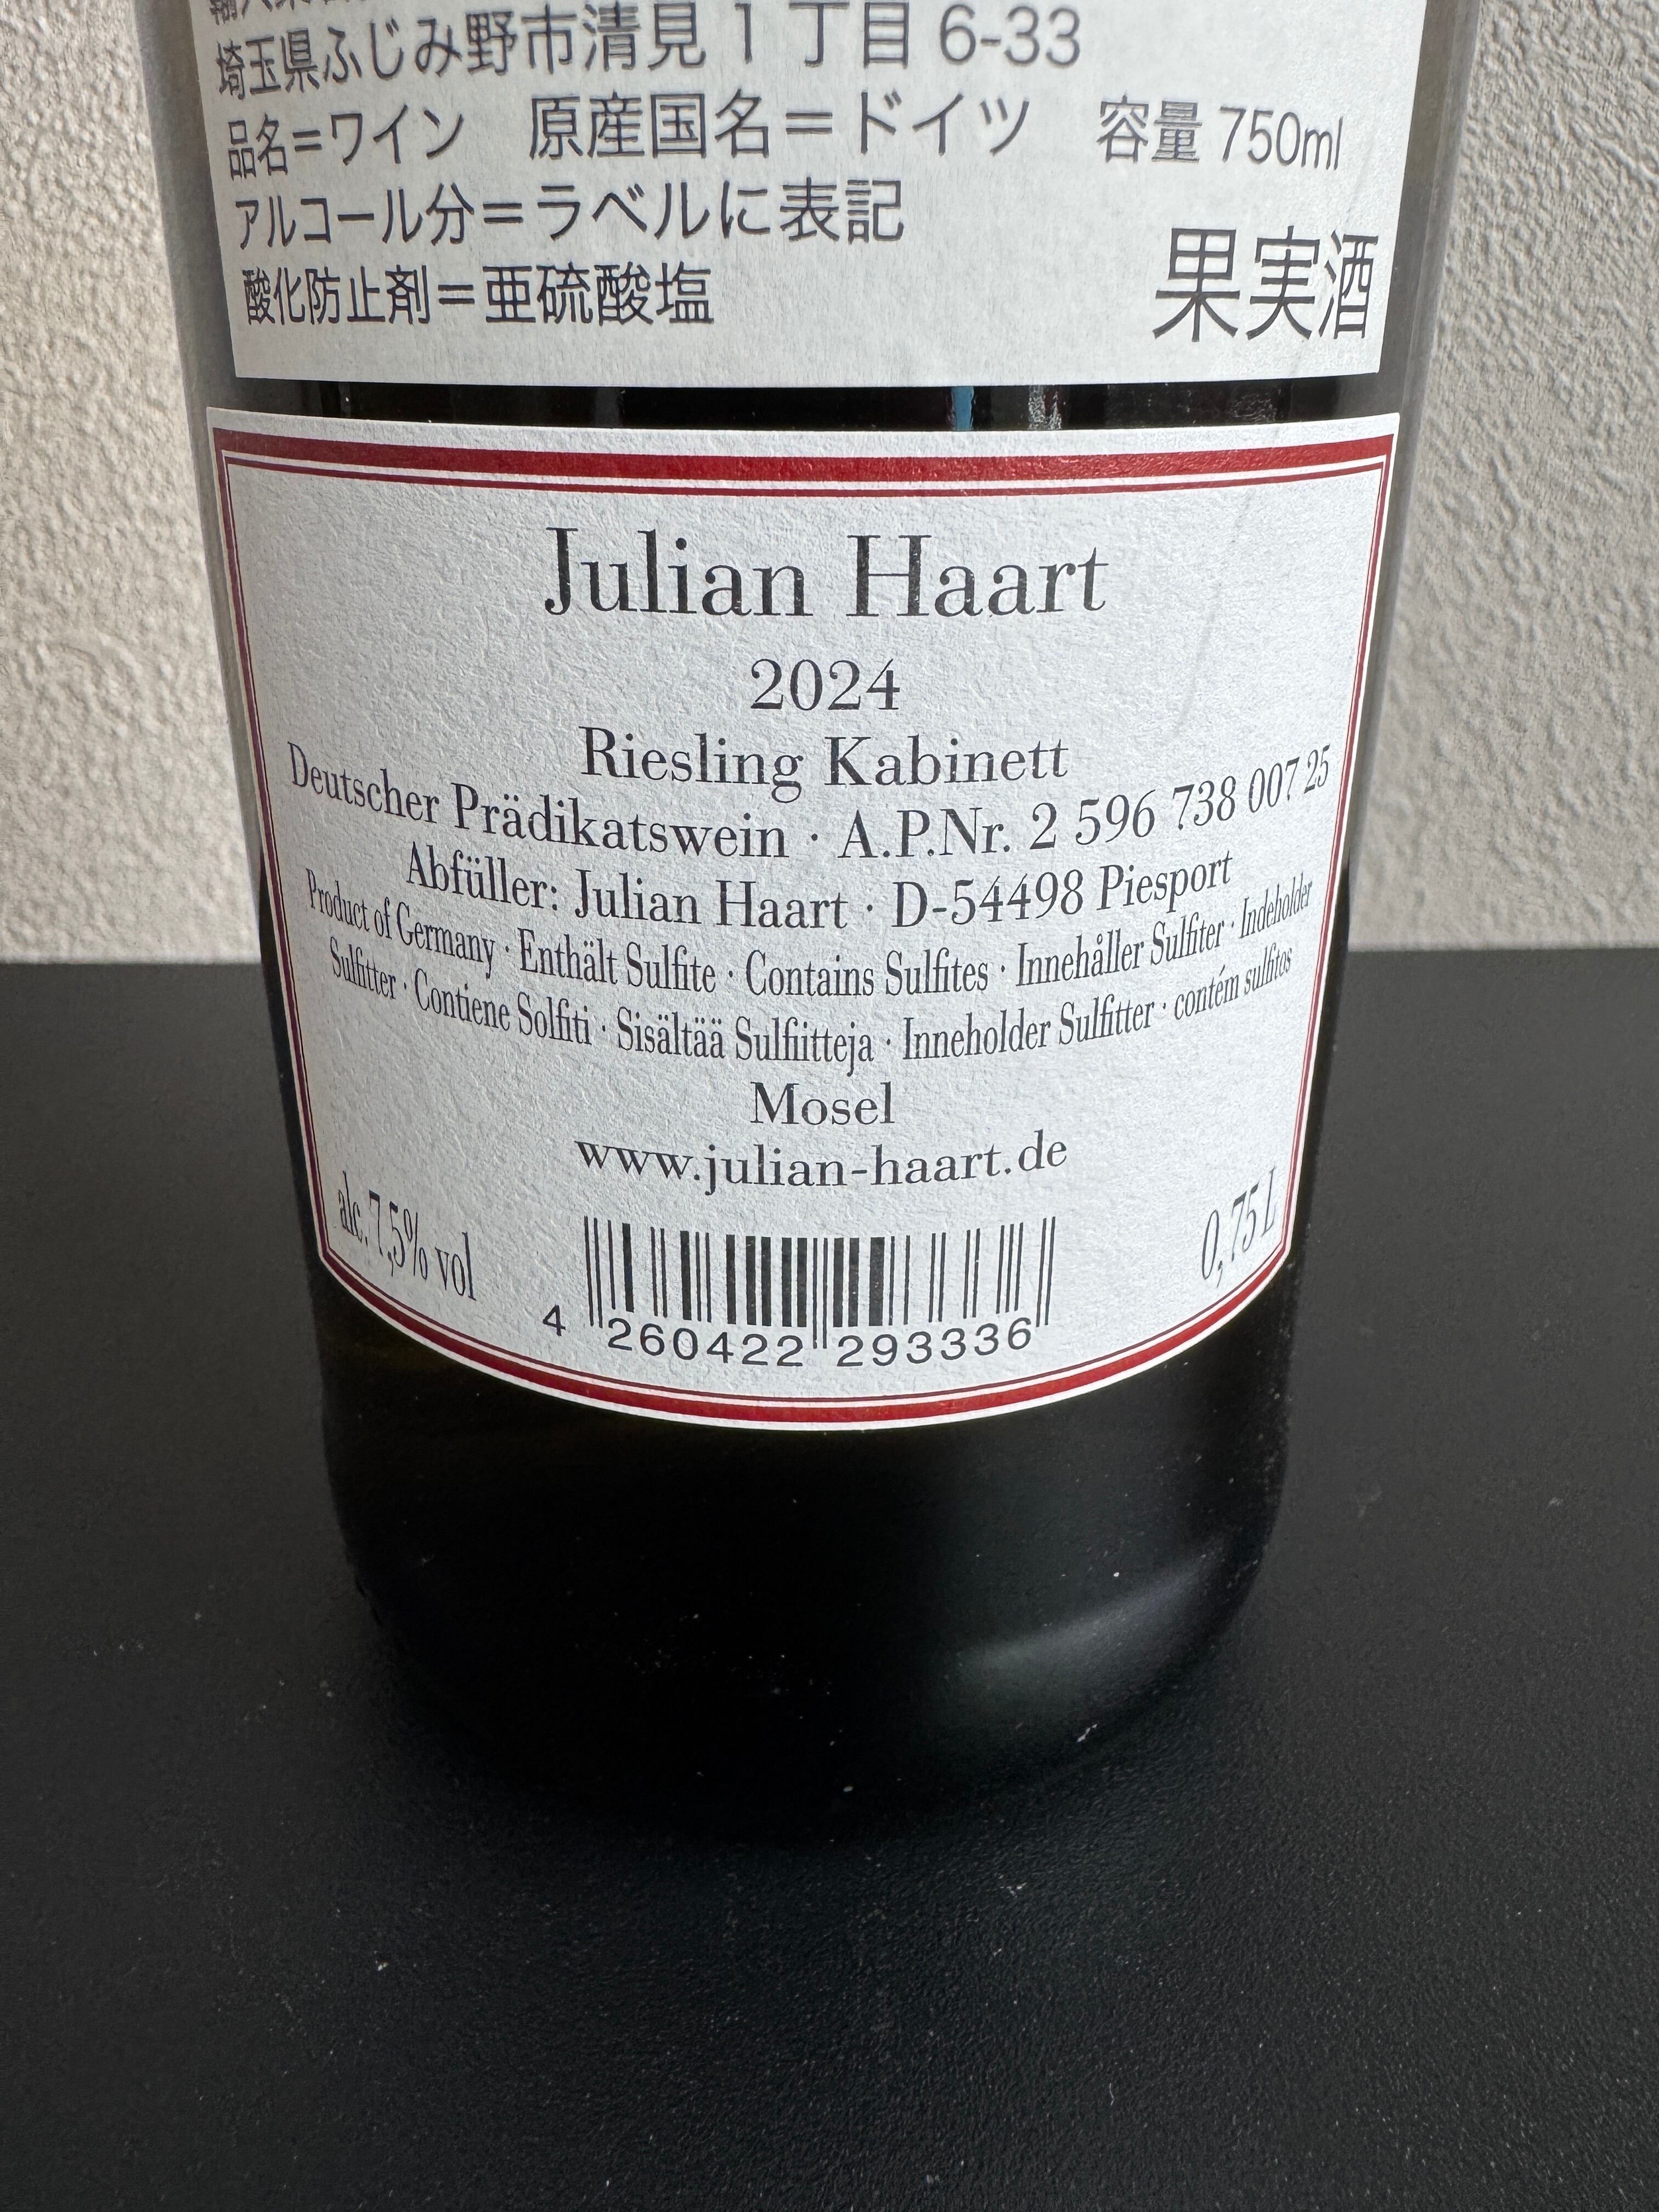 埼玉県ふじみ野市清見1丁目6-33
品名=ワイン 原産国名=ドイツ 容量750ml
アルコール分=ラベルに表記
酸化防止剤=亜硫酸塩 果実酒
Julian Haart
2024
Riesling Kabinett
Deutscher Prädikatswein · A.P.Nr. 2 596 738 007 25
Abfüller: Julian Haart · D-54498 Piesport
Product of Germany · Enthält Sulfite · Contains Sulfites · Innehåller Sulfiter · Indeholder
Sulfitter · Contiene Solfiti · Sisältää Sulfiitteja · Inneholder Sulfitter · contém sulfitos
Mosel
www.julian-haart.de
alc. 7,5% vol 0,75 L
4 260422 293336